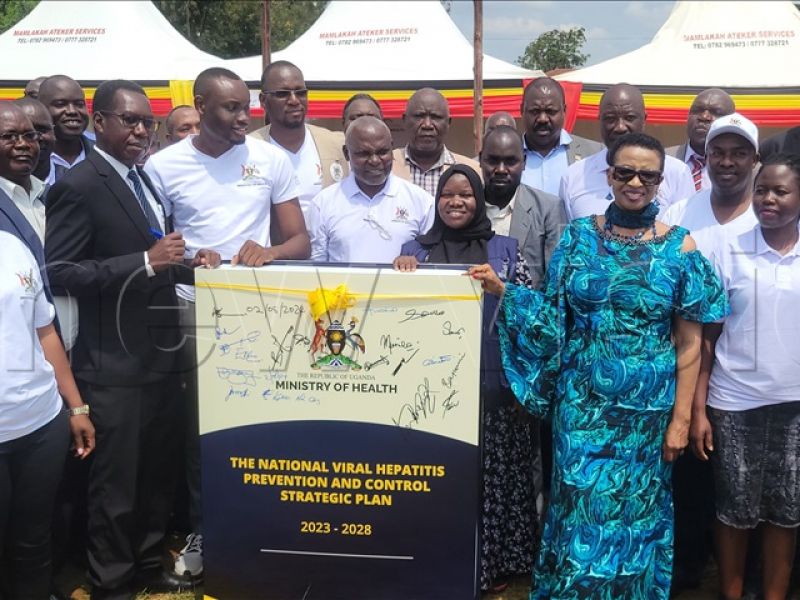 MAMLAKAH ATEKER SERVICES
TEL: 0782 969473 / 0777 328721
MAMLAKAH ATEKER SERVICES
TEL: 0782 969473 / 0777 328721
MAMLAKAH ATEKER SERVICES
TEL: 0782 969473 / 0777 328721
new vision
THE REPUBLIC OF UGANDA
MINISTRY OF HEALTH
THE NATIONAL VIRAL HEPATITIS
PREVENTION AND CONTROL
STRATEGIC PLAN
2023 - 2028